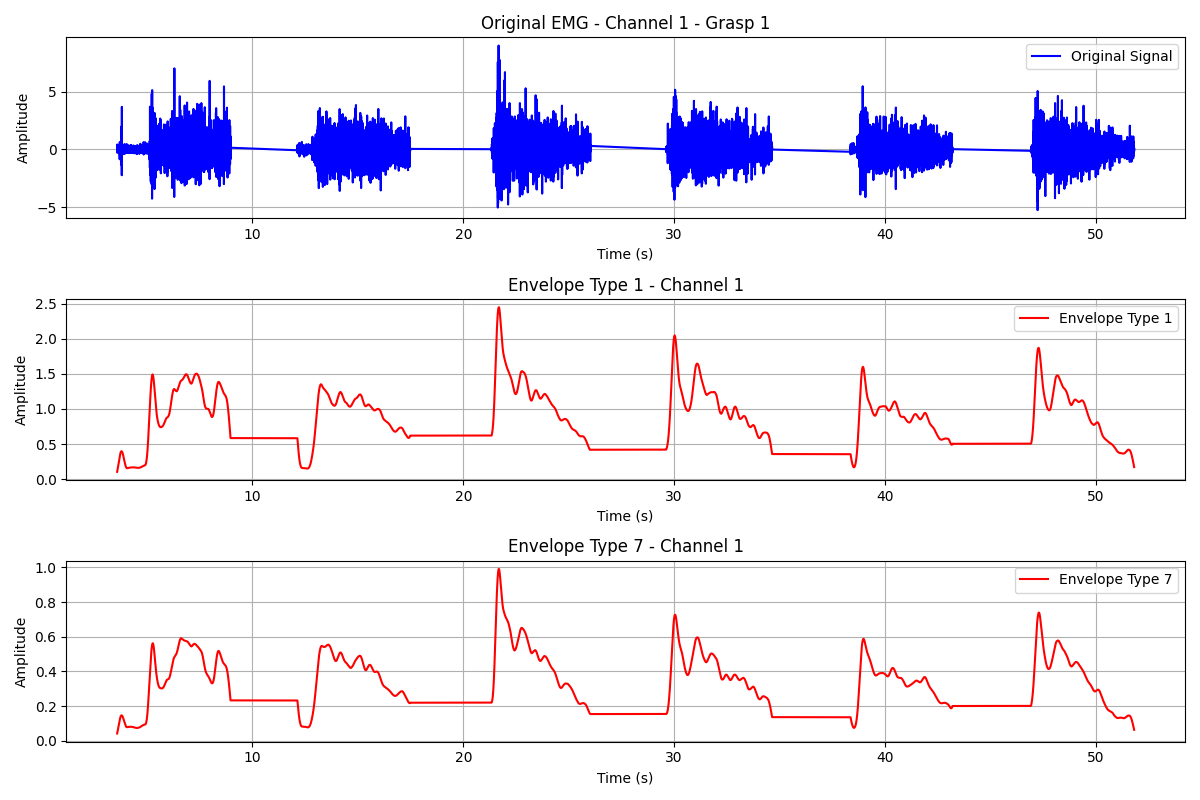 Original EMG - Channel 1 - Grasp 1
Original Signal
5
0
−5
Amplitude
10 20 30 40 50
Time (s)
Envelope Type 1 - Channel 1
Envelope Type 1
2.5
2.0
1.5
1.0
0.5
0.0
Amplitude
10 20 30 40 50
Time (s)
Envelope Type 7 - Channel 1
Envelope Type 7
1.0
0.8
0.6
0.4
0.2
0.0
Amplitude
10 20 30 40 50
Time (s)